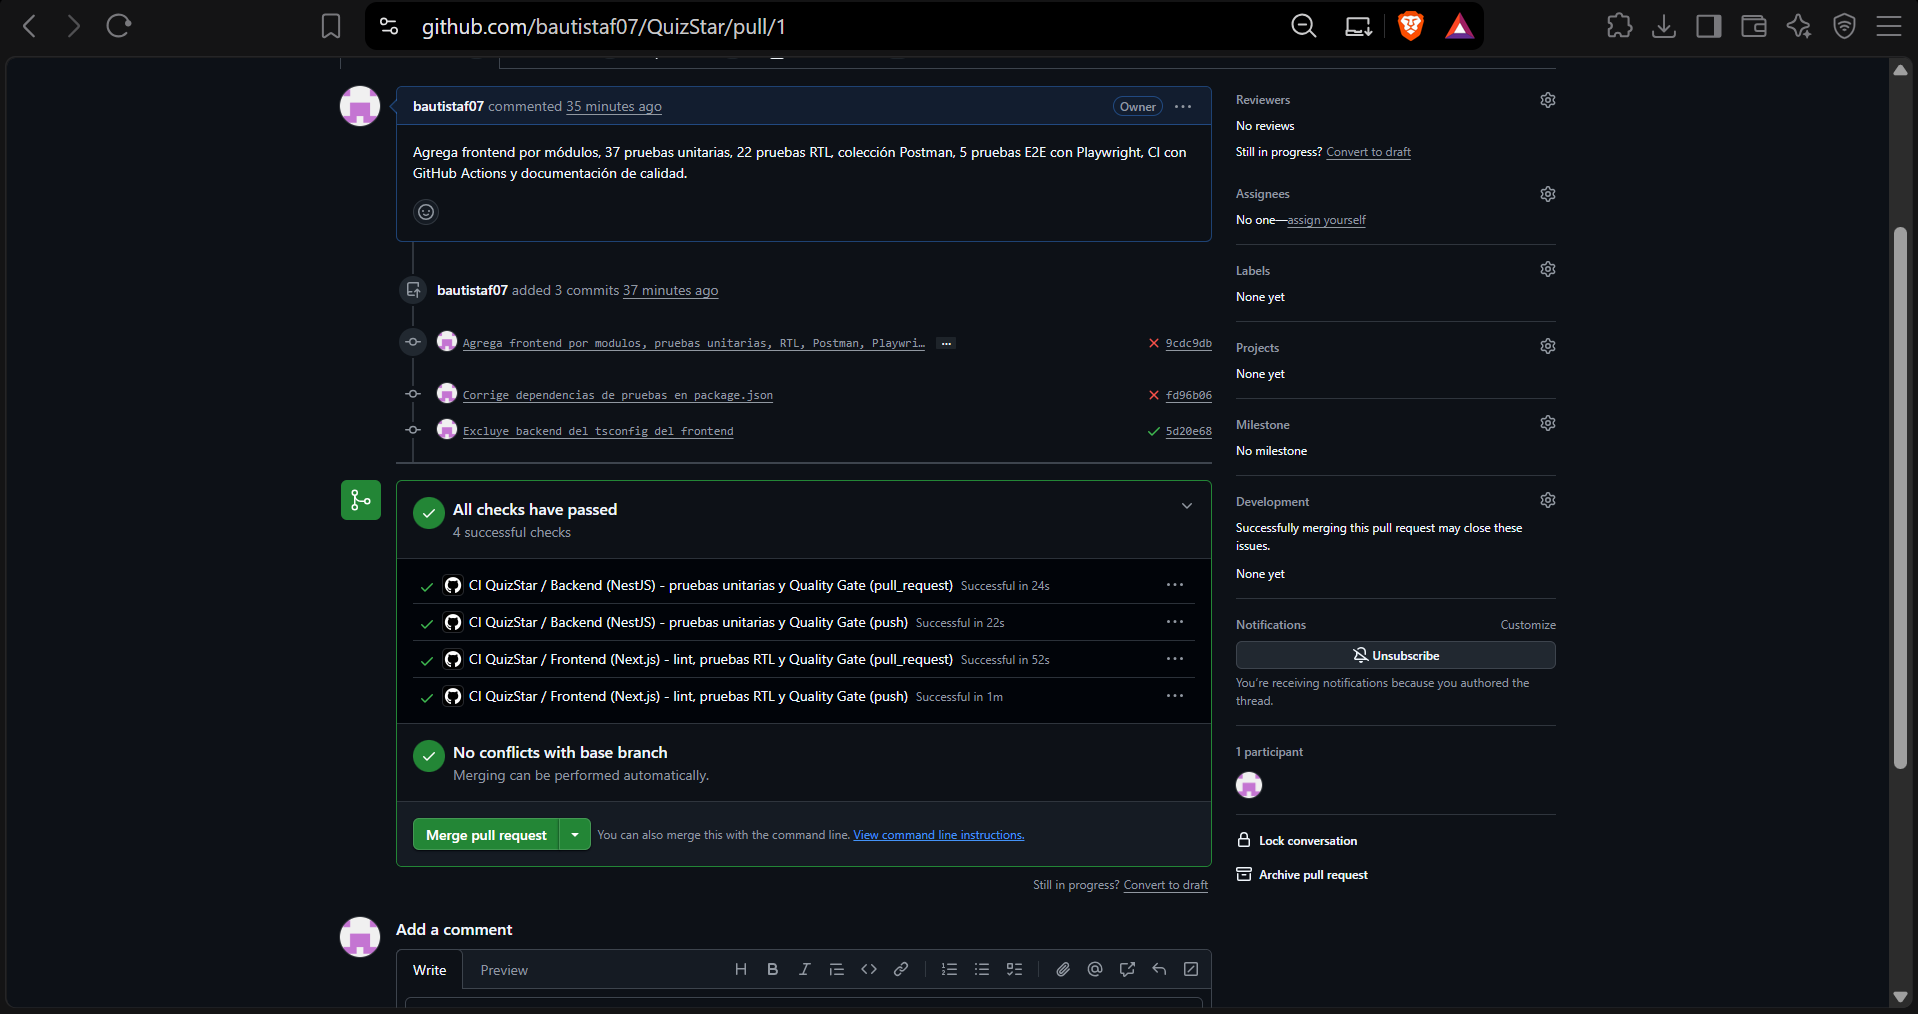 github.com/bautistaf07/QuizStar/pull/1
bautistaf07 commented 35 minutes ago
Owner
Agrega frontend por módulos, 37 pruebas unitarias, 22 pruebas RTL, colección Postman, 5 pruebas E2E con Playwright, CI con
GitHub Actions y documentación de calidad.
bautistaf07 added 3 commits 37 minutes ago
Agrega frontend por modulos, pruebas unitarias, RTL, Postman, Playwri…
9cdc9db
Corrige dependencias de pruebas en package.json
fd96b06
Excluye backend del tsconfig del frontend
5d20e68
All checks have passed
4 successful checks
CI QuizStar / Backend (NestJS) - pruebas unitarias y Quality Gate (pull_request) Successful in 24s
CI QuizStar / Backend (NestJS) - pruebas unitarias y Quality Gate (push) Successful in 22s
CI QuizStar / Frontend (Next.js) - lint, pruebas RTL y Quality Gate (pull_request) Successful in 52s
CI QuizStar / Frontend (Next.js) - lint, pruebas RTL y Quality Gate (push) Successful in 1m
No conflicts with base branch
Merging can be performed automatically.
Merge pull request
You can also merge this with the command line. View command line instructions.
Still in progress? Convert to draft
Add a comment
Write
Preview
Reviewers
No reviews
Still in progress? Convert to draft
Assignees
No one—assign yourself
Labels
None yet
Projects
None yet
Milestone
No milestone
Development
Successfully merging this pull request may close these
issues.
None yet
Notifications
Customize
Unsubscribe
You're receiving notifications because you authored the
thread.
1 participant
Lock conversation
Archive pull request